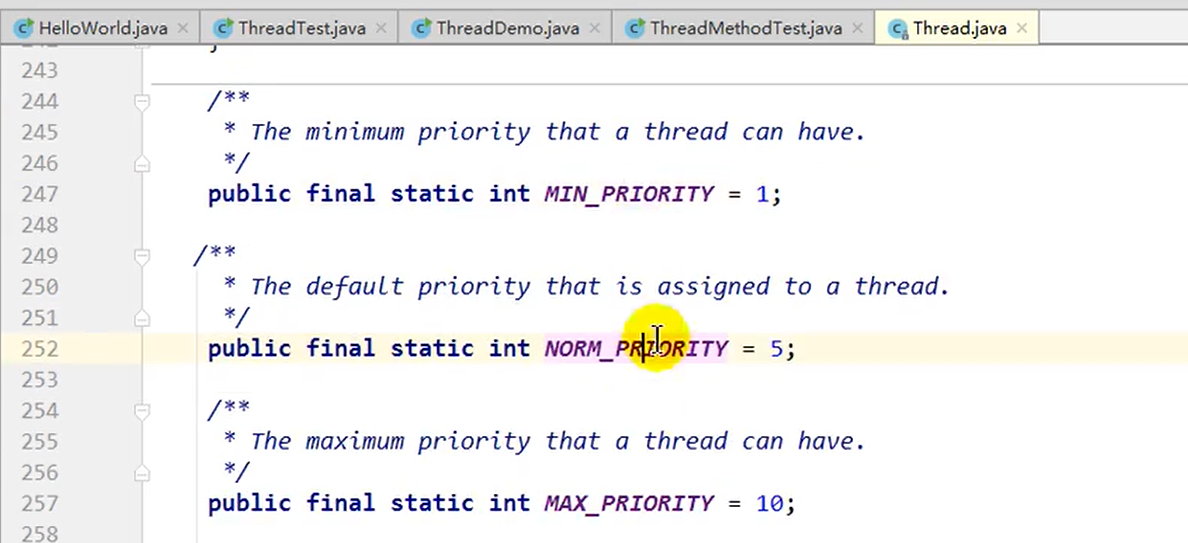 HelloWorld.java ThreadTest.java ThreadDemo.java ThreadMethodTest.java Thread.java
243
244 /**
245 * The minimum priority that a thread can have.
246 */
247 public final static int MIN_PRIORITY = 1;
248
249 /**
250 * The default priority that is assigned to a thread.
251 */
252 public final static int NORM_PRIORITY = 5;
253
254 /**
255 * The maximum priority that a thread can have.
256 */
257 public final static int MAX_PRIORITY = 10;
258